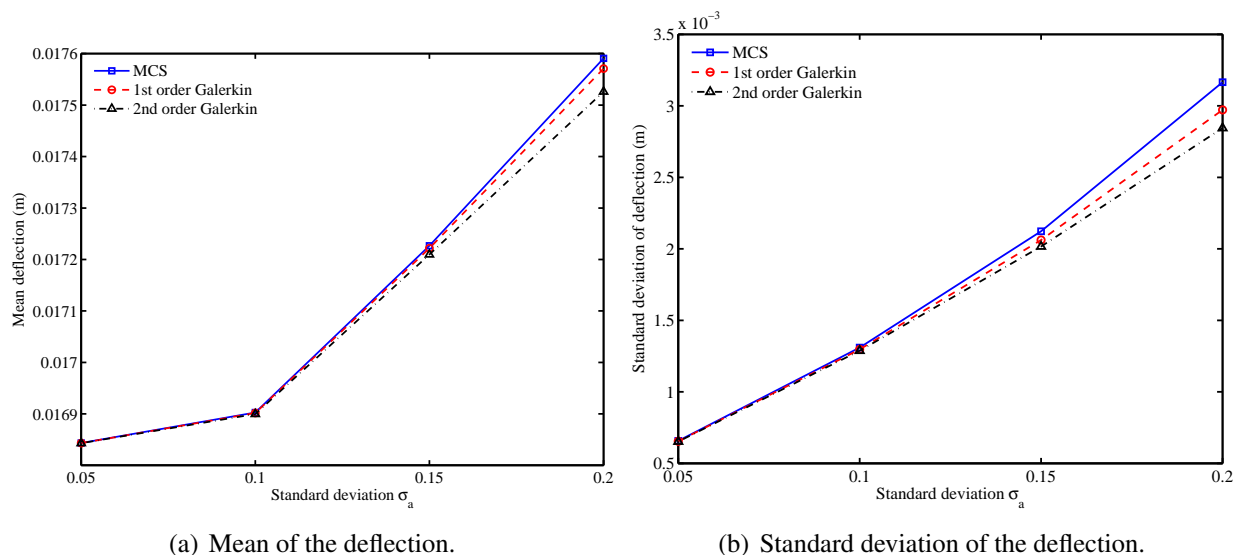 0.0176
0.0175
0.0174
0.0173
0.0172
0.0171
0.017
0.0169
Mean deflection (m)
MCS
1st order Galerkin
2nd order Galerkin
0.05 0.1 0.15 0.2
Standard deviation σa
(a) Mean of the deflection.
x 10−3
3.5
3
2.5
2
1.5
1
0.5
Standard deviation of deflection (m)
MCS
1st order Galerkin
2nd order Galerkin
0.05 0.1 0.15 0.2
Standard deviation σa
(b) Standard deviation of the deflection.